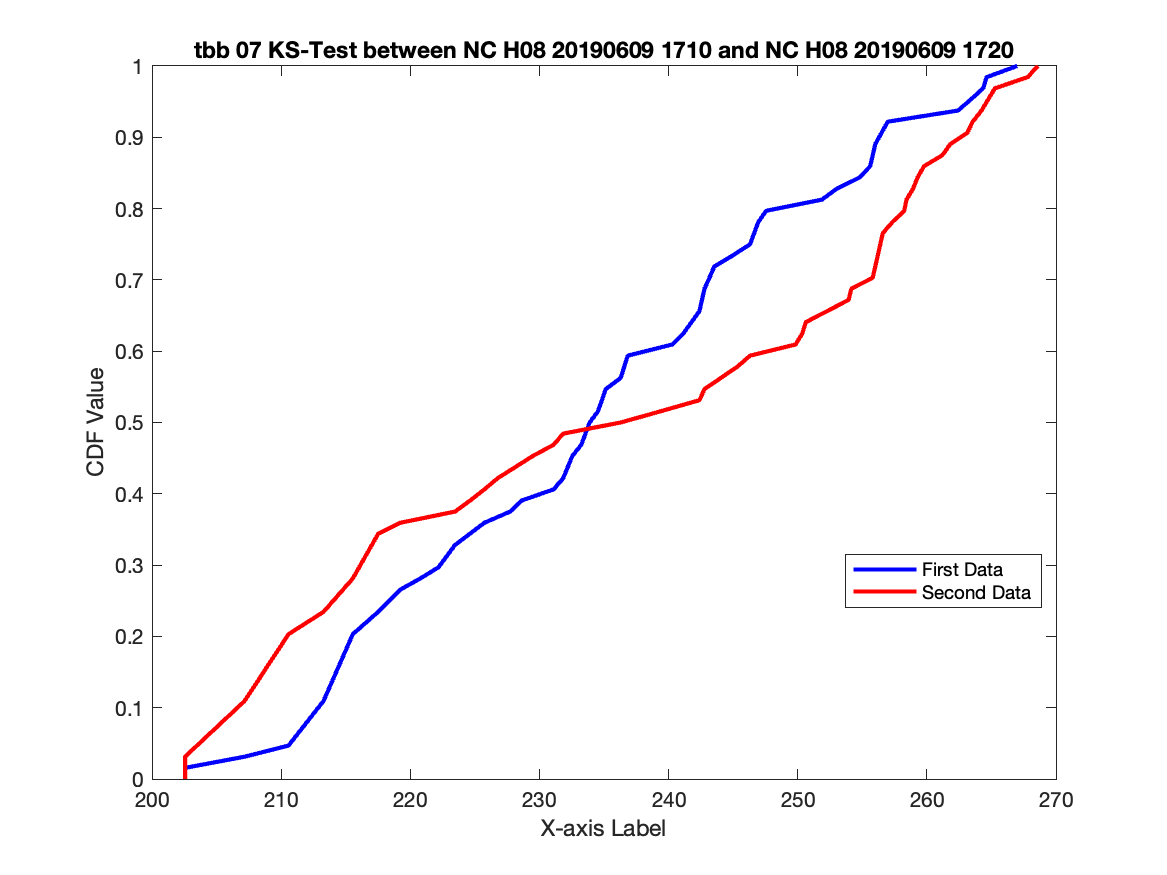 tbb 07 KS-Test between NC H08 20190609 1710 and NC H08 20190609 1720
1
0.9
0.8
0.7
0.6
0.5
0.4
0.3
0.2
0.1
0
CDF Value
First Data
Second Data
200 210 220 230 240 250 260 270
X-axis Label